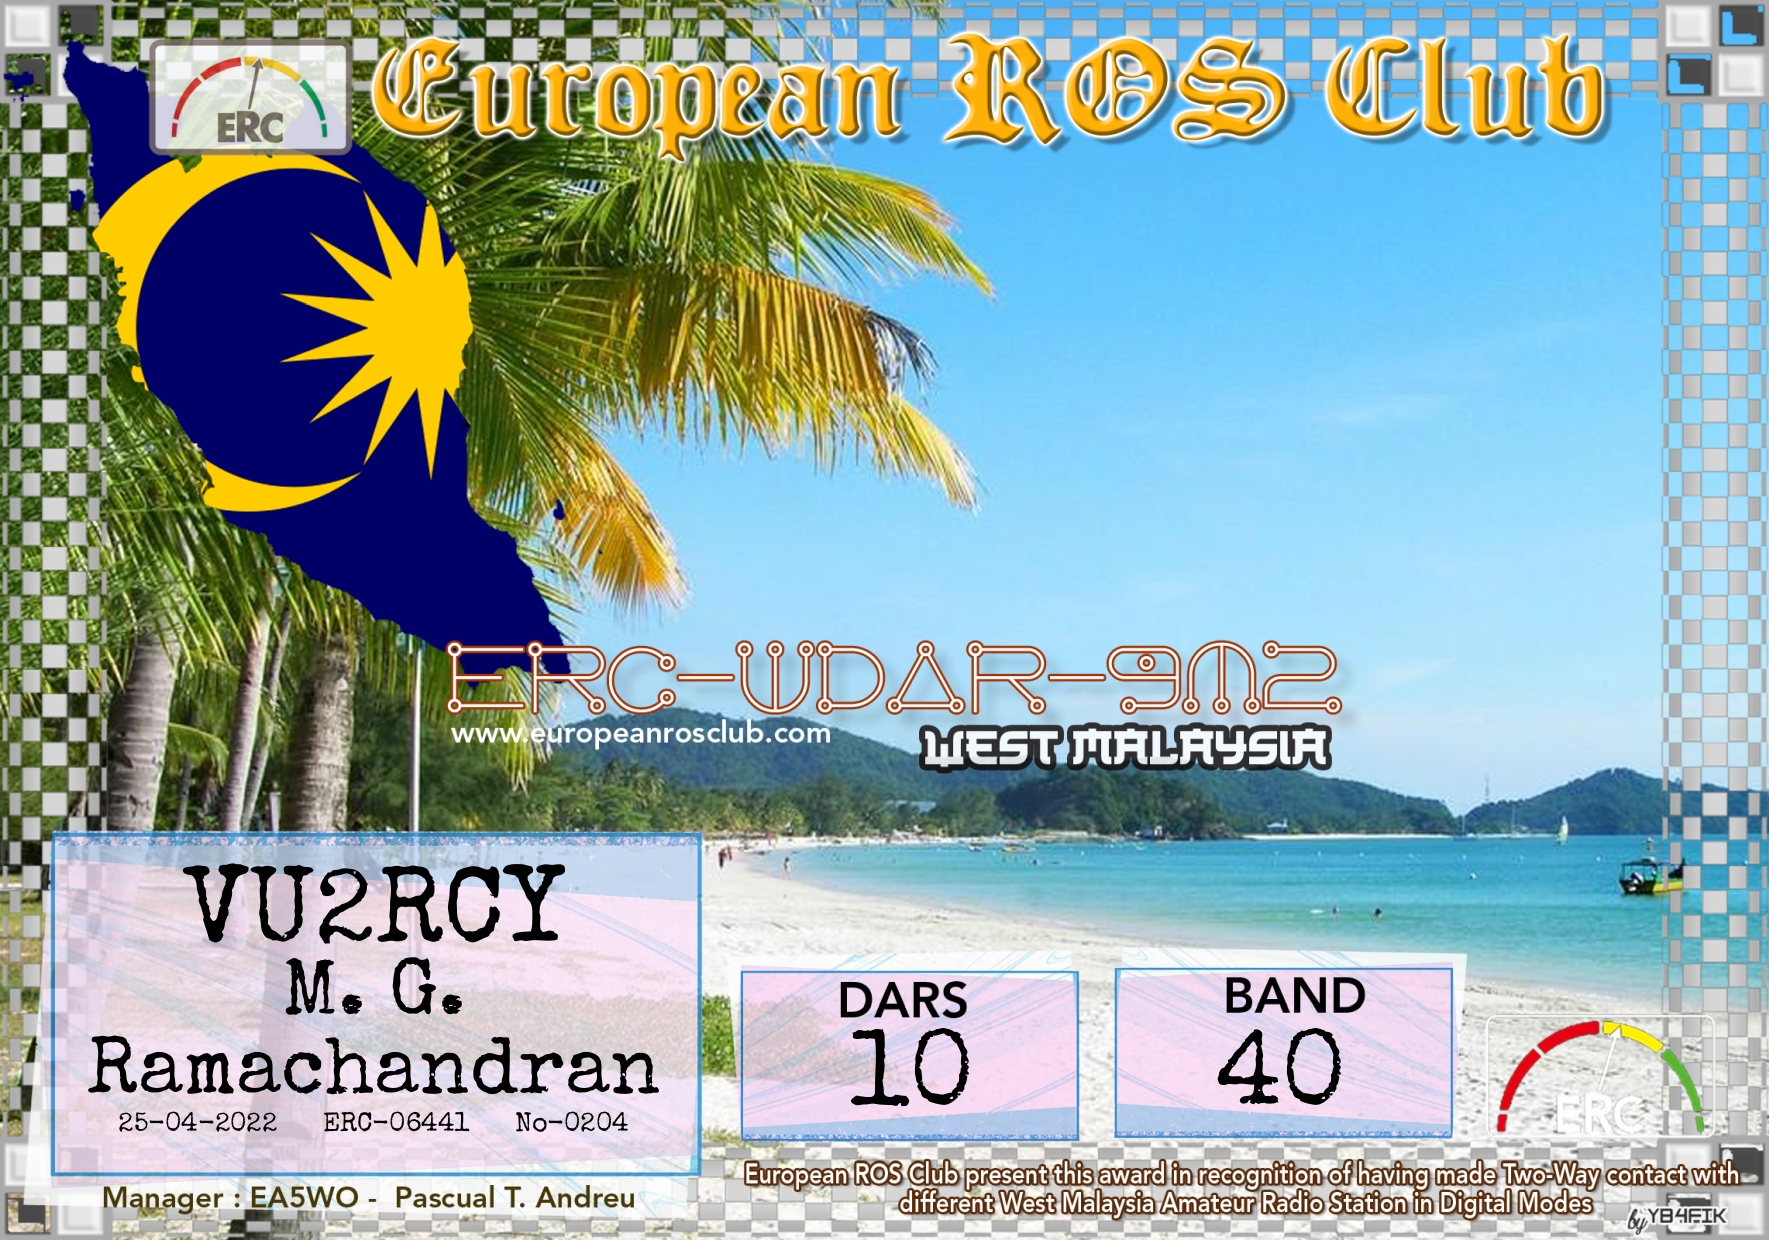 ERC
European ROS Club
ERC-WDAR-9M2
www.europeanrosclub.com
WEST MALAYSIA
VU2RCY
M. G.
Ramachandran
25-04-2022 ERC-06441 No-0204
DARS
10
BAND
40
ERC
Manager : EA5WO - Pascual T. Andreu
European ROS Club present this award in recognition of having made Two-Way contact with
different West Malaysia Amateur Radio Station in Digital Modes
by YB4FIK